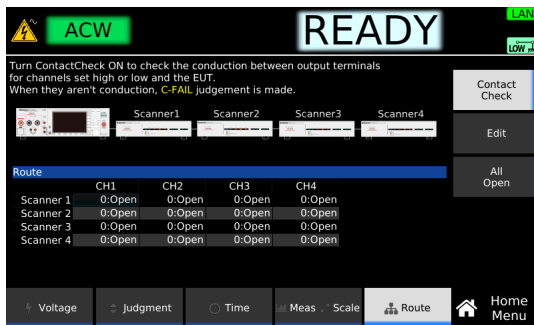 ACW
READY
LAN
LOW
Turn ContactCheck ON to check the conduction between output terminals
for channels set high or low and the EUT.
When they aren't conduction, C-FAIL judgement is made.
Contact
Check
Scanner1 Scanner2 Scanner3 Scanner4
Edit
All
Open
Route
CH1 CH2 CH3 CH4
Scanner 1 0:Open 0:Open 0:Open 0:Open
Scanner 2 0:Open 0:Open 0:Open 0:Open
Scanner 3 0:Open 0:Open 0:Open 0:Open
Scanner 4 0:Open 0:Open 0:Open 0:Open
Voltage Judgment Time Meas Scale Route Home
Menu